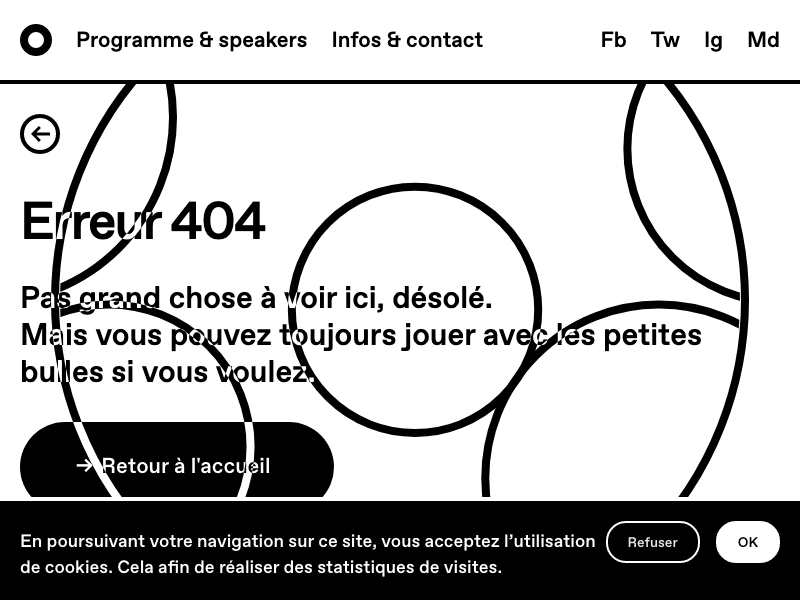 Programme & speakers Infos & contact Fb Tw Ig Md
Erreur 404
Pas grand chose à voir ici, désolé.
Mais vous pouvez toujours jouer avec les petites
bulles si vous voulez.
→ Retour à l'accueil
En poursuivant votre navigation sur ce site, vous acceptez l’utilisation
de cookies. Cela afin de réaliser des statistiques de visites.
Refuser
OK